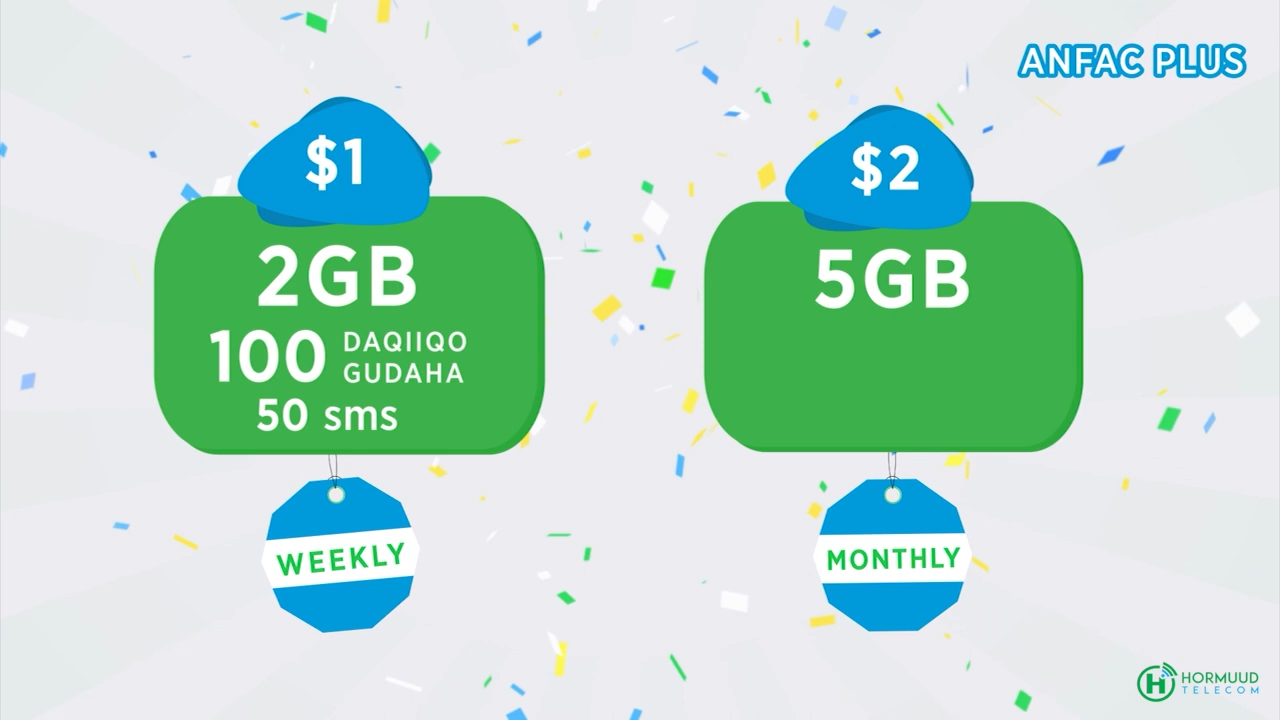 ANFAC PLUS
$1
2GB
100 DAQIIQO
GUDAHA
50 sms
WEEKLY
$2
5GB
MONTHLY
HORMUUD
TELECOM